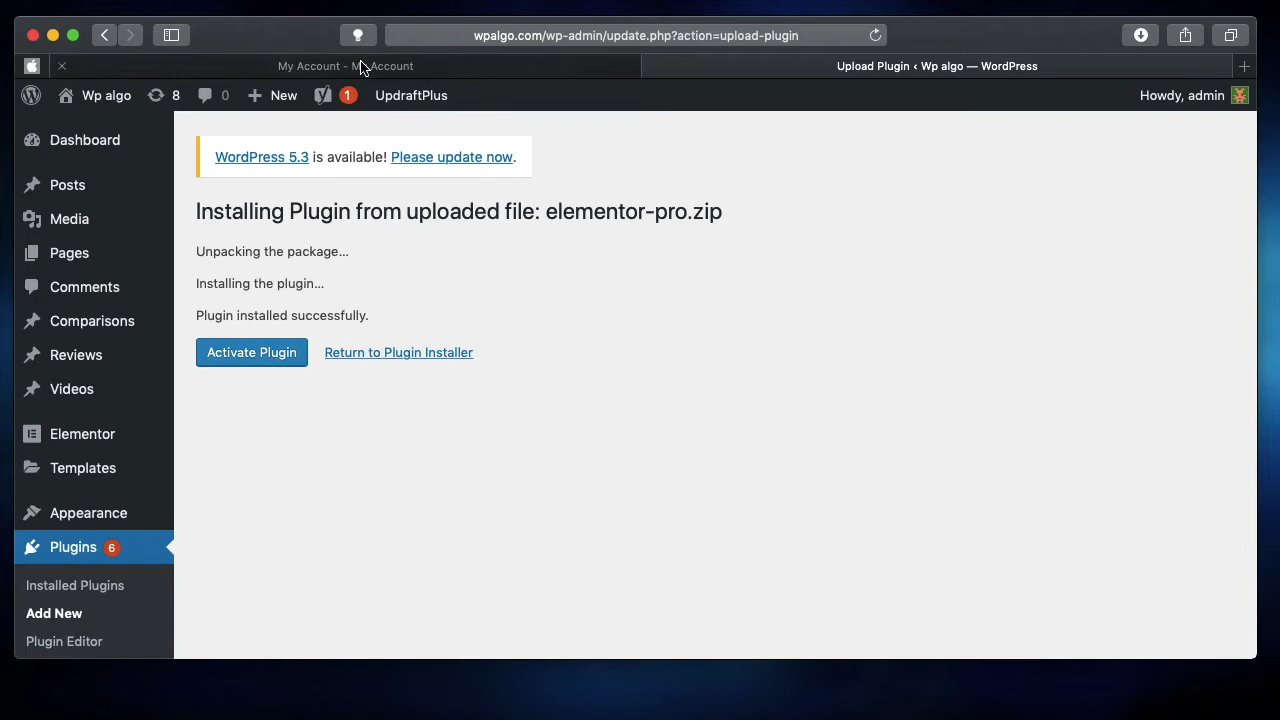 wpalgo.com/wp-admin/update.php?action=upload-plugin
My Account - My Account
Upload Plugin ‹ Wp algo — WordPress
Wp algo 8 0 New 1 UpdraftPlus Howdy, admin
Dashboard
Posts
Media
Pages
Comments
Comparisons
Reviews
Videos
Elementor
Templates
Appearance
Plugins 6
Installed Plugins
Add New
Plugin Editor
WordPress 5.3 is available! Please update now.
Installing Plugin from uploaded file: elementor-pro.zip
Unpacking the package...
Installing the plugin...
Plugin installed successfully.
Activate Plugin Return to Plugin Installer